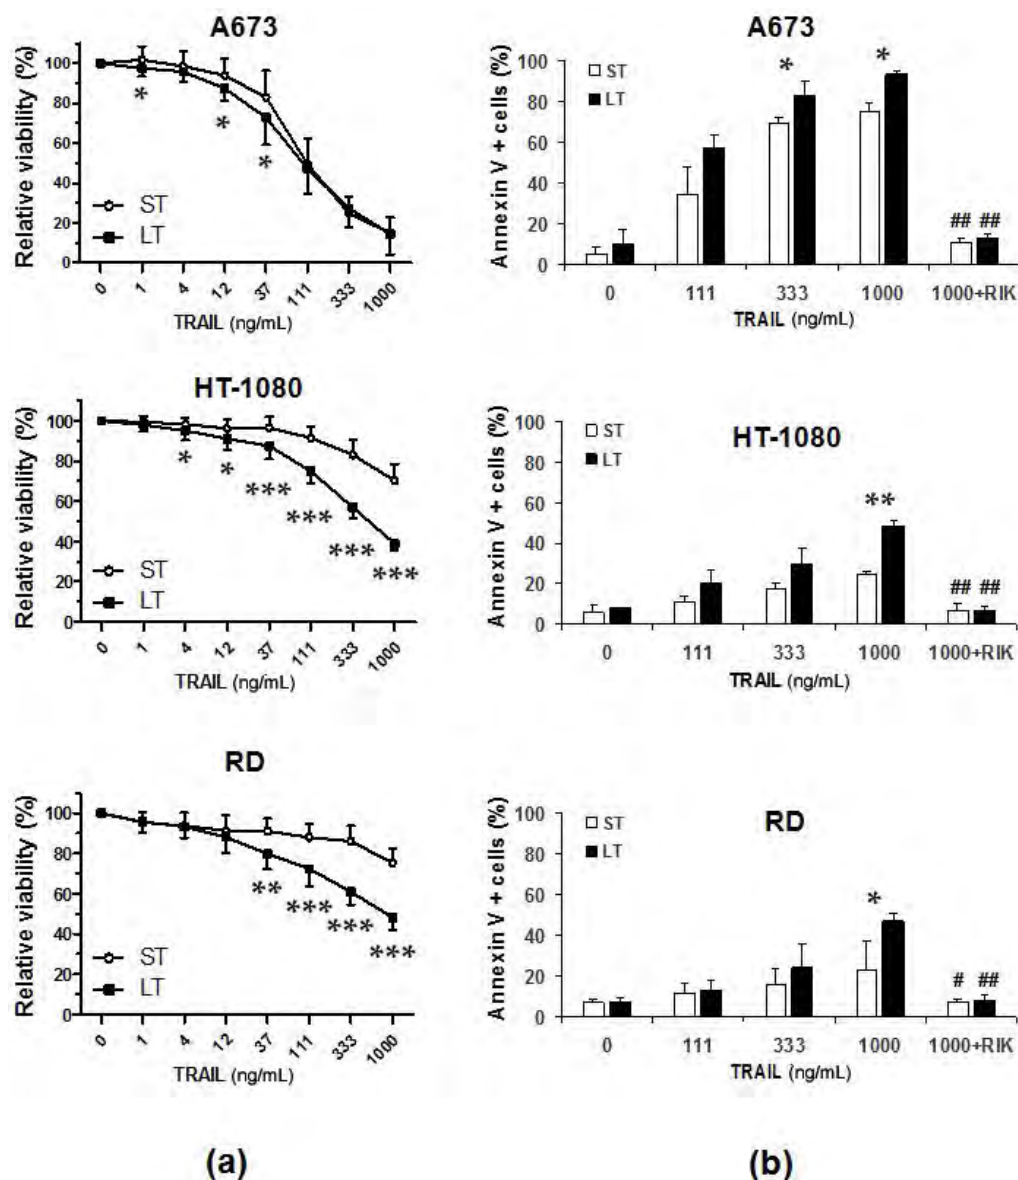 A673
Relative viability (%)
100
80
60
40
20
0
ST
LT
*
*
*
0 1 4 12 37 111 333 1000
TRAIL (ng/mL)
A673
Annexin V + cells (%)
100
80
60
40
20
0
ST
LT
* *
## ##
0 111 333 1000 1000+RIK
TRAIL (ng/mL)
HT-1080
Relative viability (%)
100
80
60
40
20
0
ST
LT
* *
***
***
***
***
0 1 4 12 37 111 333 1000
TRAIL (ng/mL)
HT-1080
Annexin V + cells (%)
100
80
60
40
20
0
ST
LT
**
## ##
0 111 333 1000 1000+RIK
TRAIL (ng/mL)
RD
Relative viability (%)
100
80
60
40
20
0
ST
LT
**
***
***
***
0 1 4 12 37 111 333 1000
TRAIL (ng/mL)
RD
Annexin V + cells (%)
100
80
60
40
20
0
ST
LT
*
# ##
0 111 333 1000 1000+RIK
TRAIL (ng/mL)
(a)
(b)